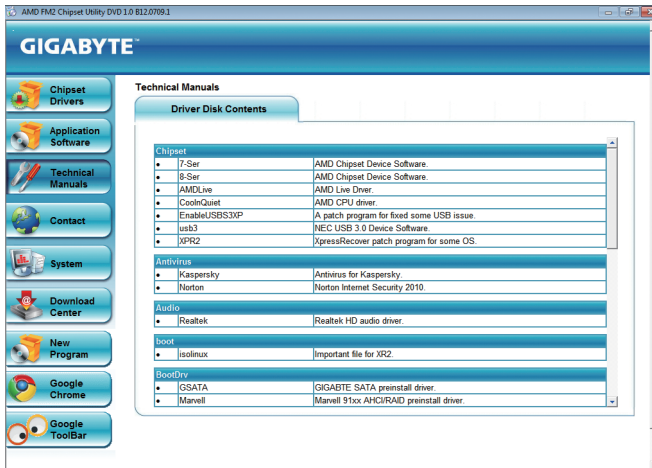 AMD FM2 Chipset Utility DVD 1.0 B12.0709.1
GIGABYTE™
Chipset
Drivers
Application
Software
Technical
Manuals
Contact
System
Download
Center
New
Program
Google
Chrome
Google
ToolBar
Technical Manuals
Driver Disk Contents
Chipset
• 7-Ser AMD Chipset Device Software.
• 8-Ser AMD Chipset Device Software.
• AMDLive AMD Live Drver.
• CoolnQuiet AMD CPU driver.
• EnableUSBS3XP A patch program for fixed some USB issue.
• usb3 NEC USB 3.0 Device Software.
• XPR2 XpressRecover patch program for some OS.
Antivirus
• Kaspersky Antivirus for Kaspersky.
• Norton Norton Internet Security 2010.
Audio
• Realtek Realtek HD audio driver.
boot
• isolinux Important file for XR2.
BootDrv
• GSATA GIGABTE SATA preinstall driver.
• Marvell Marvell 91xx AHCI/RAID preinstall driver.